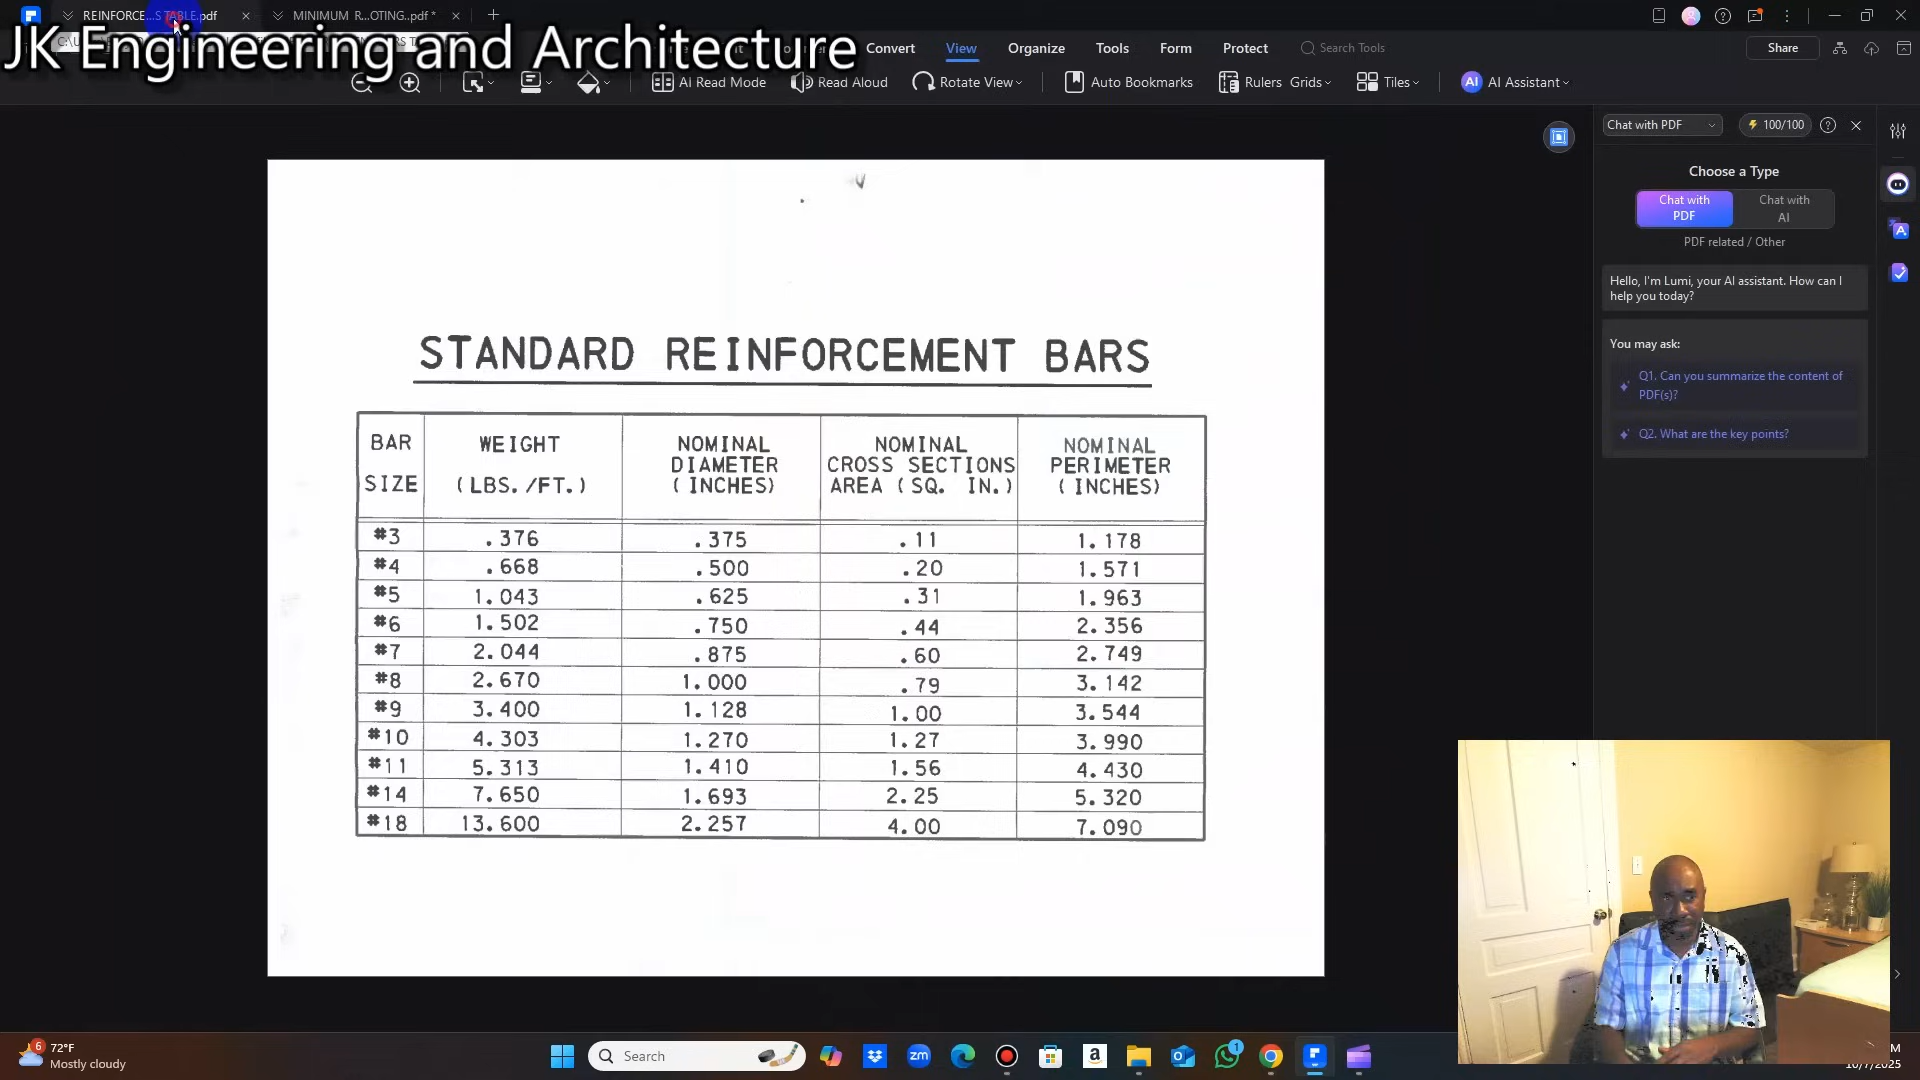 REINFORCE...S TABLE.pdf
MINIMUM R...OTING..pdf *
JK Engineering and Architecture
Convert
View
Organize
Tools
Form
Protect
Search Tools
Share
AI Read Mode
Read Aloud
Rotate View
Auto Bookmarks
Rulers
Grids
Tiles
AI Assistant
Chat with PDF
100/100
Choose a Type
Chat with
PDF
Chat with
AI
PDF related / Other
Hello, I'm Lumi, your AI assistant. How can I
help you today?
You may ask:
Q1. Can you summarize the content of
PDF(s)?
Q2. What are the key points?
STANDARD REINFORCEMENT BARS
BAR SIZE WEIGHT (LBS./FT.) NOMINAL DIAMETER (INCHES) NOMINAL CROSS SECTIONS AREA (SQ. IN.) NOMINAL PERIMETER (INCHES)
#3 .376 .375 .11 1.178
#4 .668 .500 .20 1.571
#5 1.043 .625 .31 1.963
#6 1.502 .750 .44 2.356
#7 2.044 .875 .60 2.749
#8 2.670 1.000 .79 3.142
#9 3.400 1.128 1.00 3.544
#10 4.303 1.270 1.27 3.990
#11 5.313 1.410 1.56 4.430
#14 7.650 1.693 2.25 5.320
#18 13.600 2.257 4.00 7.090
6
72°F
Mostly cloudy
Search
zm
a
1
10/7/2025